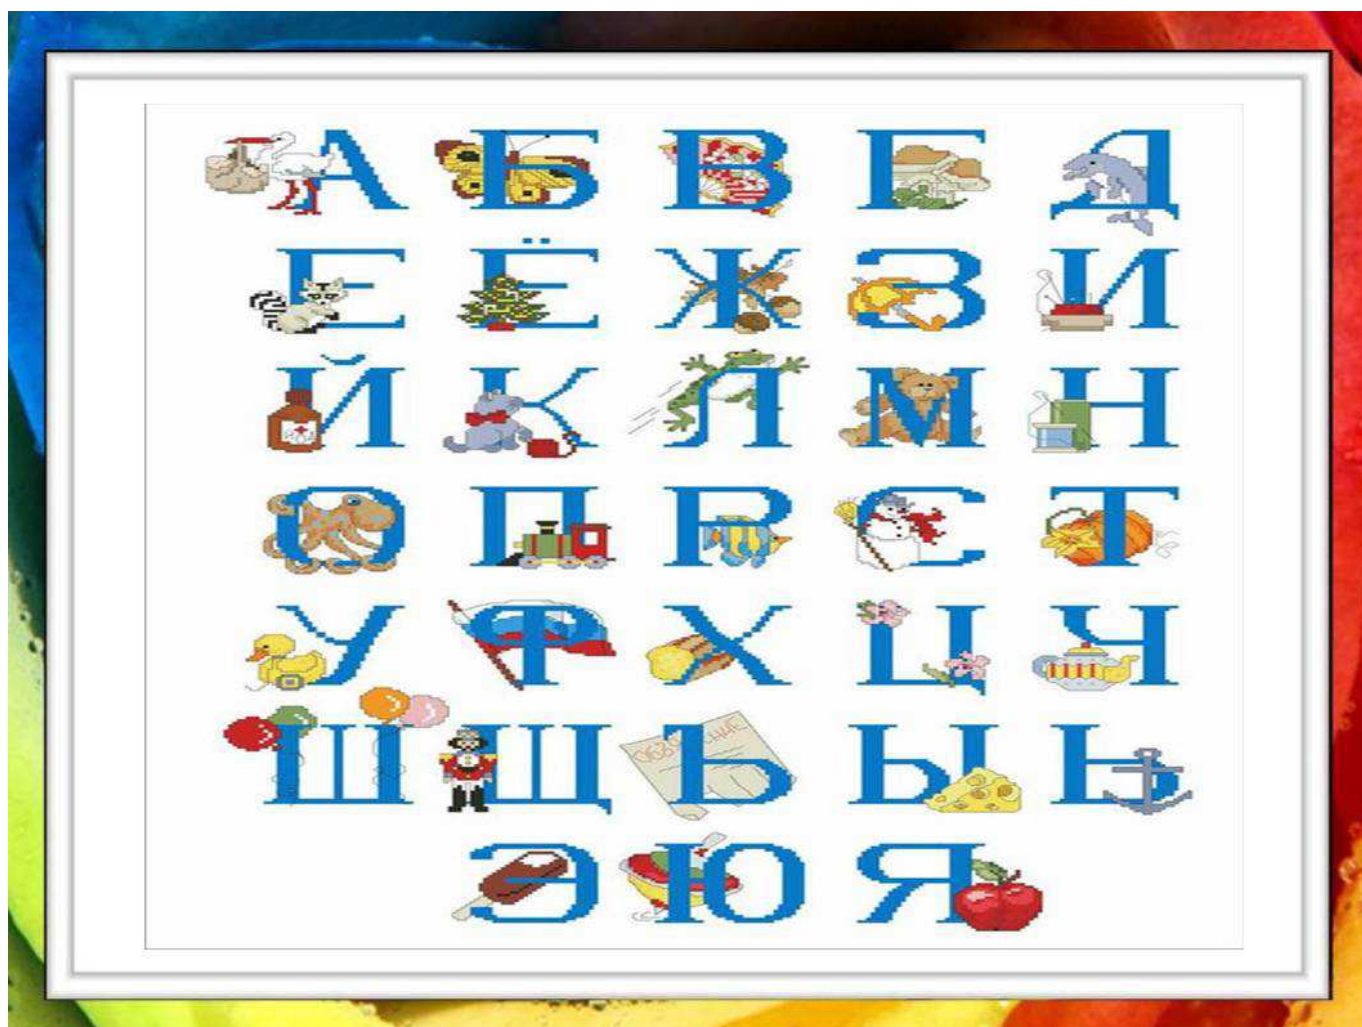 А Б В Г Д
Е Ё Ж З И
Й К Л М Н
О П Р С Т
У Ф Х Ц Ч
Ш Щ Ъ Ы Ь
Э Ю Я